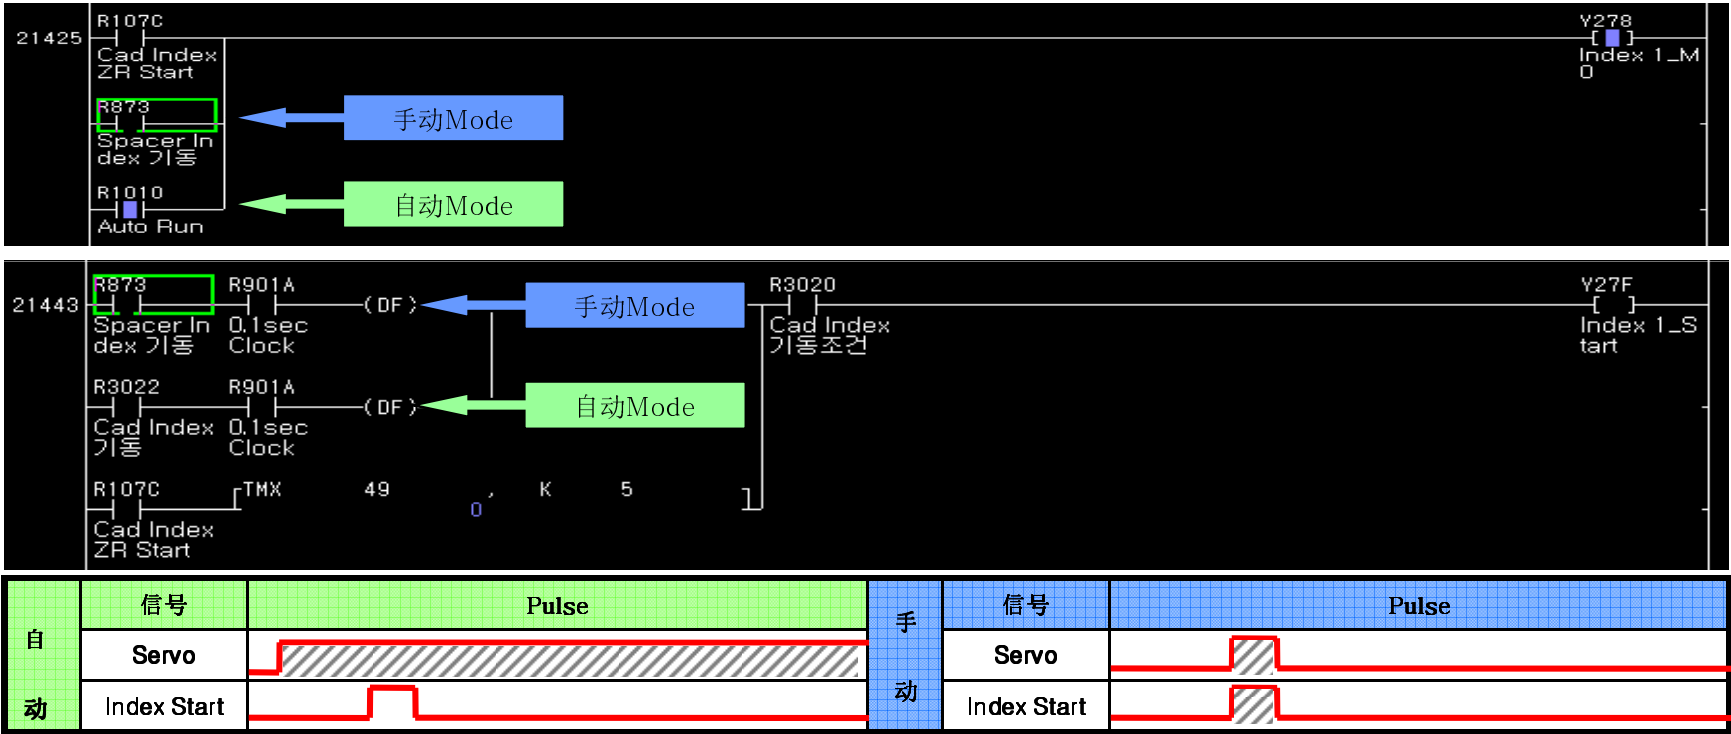 R107C
Y278
21425
Cad Index
ZR Start
Index 1_M
0
R873
手动Mode
Spacer In
dex 기동
R1010
自动Mode
Auto Run
R873 R901A R3020 Y27F
21443 (DF) 手动Mode
Spacer In 0.1sec Cad Index Index 1_S
dex 기동 Clock 기동조건 tart
R3022 R901A
(DF) 自动Mode
Cad Index 0.1sec
기동 Clock
R107C TMX 49 , K 5
0
Cad Index
ZR Start
自动 信号 Pulse 手动 信号 Pulse
Servo Servo
Index Start Index Start